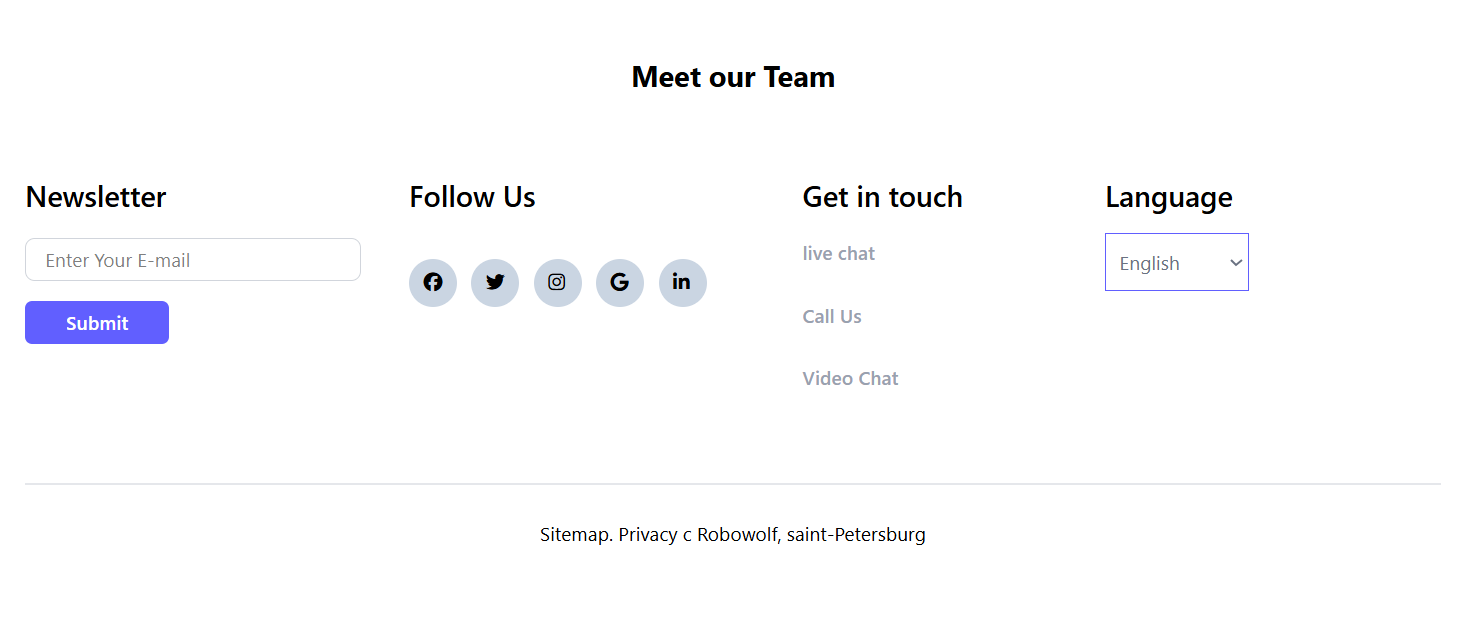 Meet our Team
Newsletter
Enter Your E-mail
Submit
Follow Us
Get in touch
live chat
Call Us
Video Chat
Language
English
Sitemap. Privacy c Robowolf, saint-Petersburg